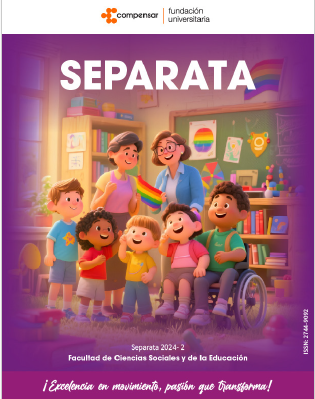 compensar
fundación
universitaria
SEPARATA
Separata 2024- 2
Facultad de Ciencias Sociales y de la Educación
ISSN: 2744-9092
¡Excelencia en movimiento, pasión que transforma!